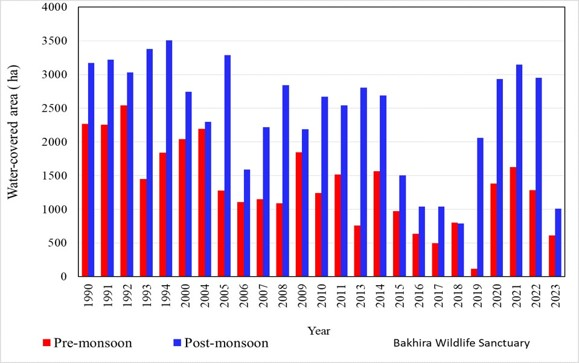 Water-covered area ( ha)
4000
3500
3000
2500
2000
1500
1000
500
0
1990 1991 1992 1993 1994 2000 2004 2005 2006 2007 2008 2009 2010 2011 2013 2014 2015 2016 2017 2018 2019 2020 2021 2022 2023
Year
Pre-monsoon Post-monsoon Bakhira Wildlife Sanctuary